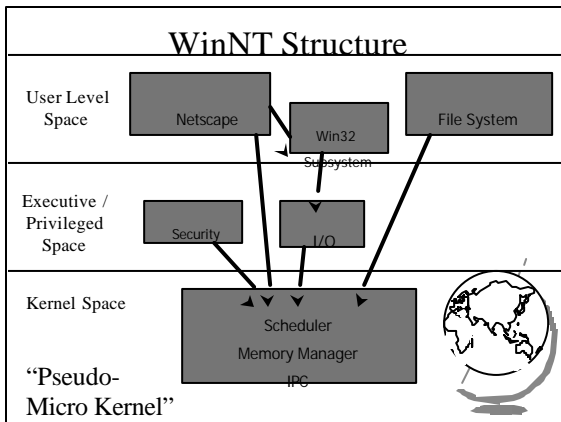 WinNT Structure
User Level
Space
Netscape
Win32
Subsystem
File System
Executive /
Privileged
Space
Security
I/O
Kernel Space
Scheduler
Memory Manager
IPC
“Pseudo-
Micro Kernel”